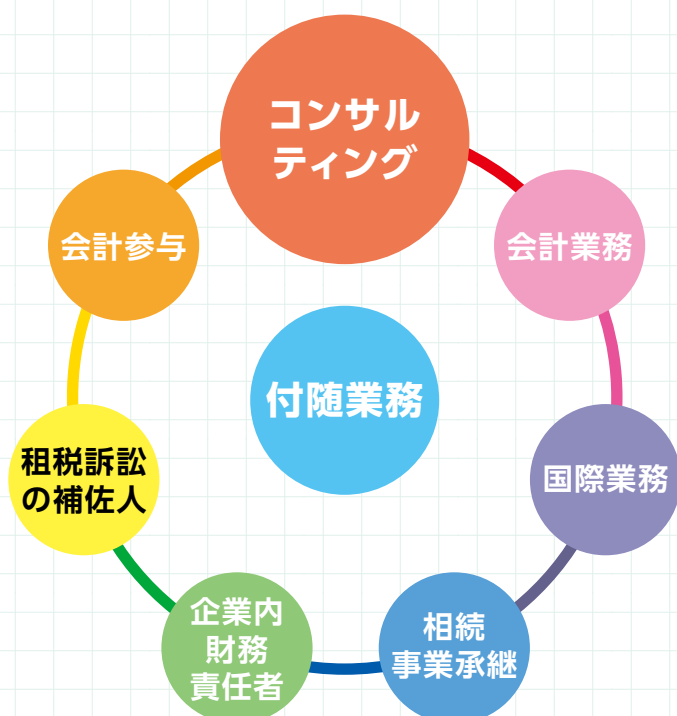 コンサル
ティング
会計参与
会計業務
付随業務
租税訴訟
の補佐人
国際業務
企業内
財務
責任者
相続
事業承継